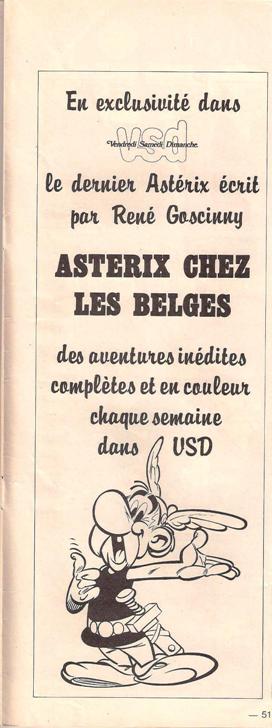 En exclusivité dans
vsd
Vendredi Samedi Dimanche
le dernier Astérix écrit
par René Goscinny
ASTERIX CHEZ
LES BELGES
des aventures inédites
complètes et en couleur
chaque semaine
dans VSD
— 51